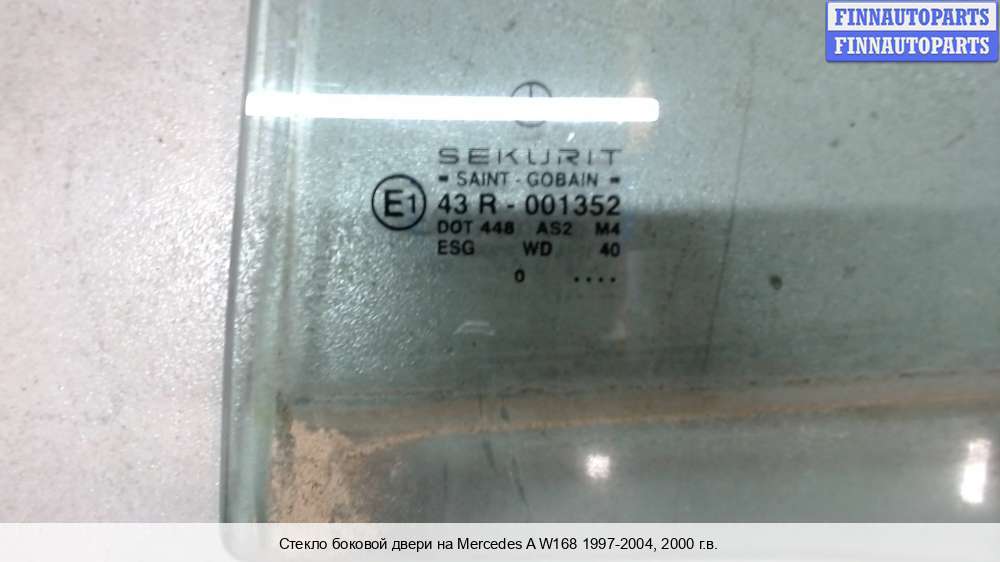 FINNAUTOPARTS
FINNAUTOPARTS
SEKURIT
= SAINT - GOBAIN =
E1 43 R - 001352
DOT 448 AS2 M4
ESG WD 40
0 ....
Стекло боковой двери на Mercedes A W168 1997-2004, 2000 г.в.